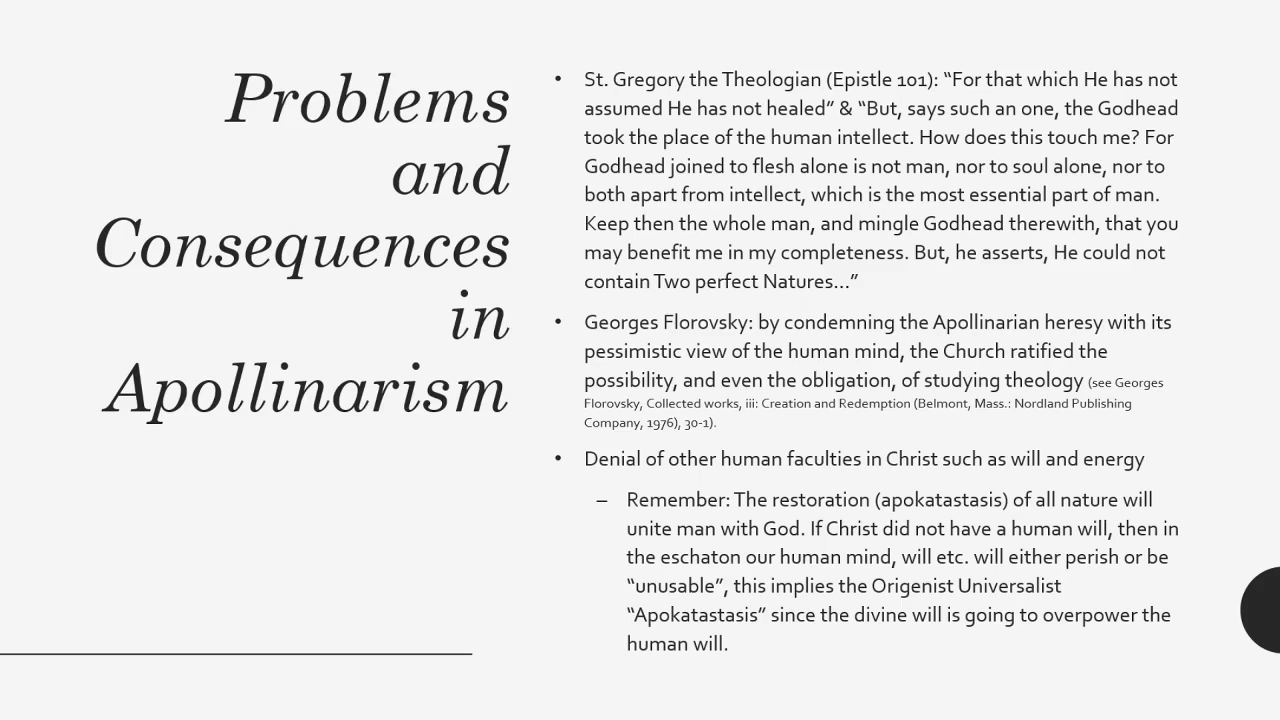 Problems
and
Consequences
in
Apollinarism
• St. Gregory the Theologian (Epistle 101): “For that which He has not
assumed He has not healed” & “But, says such an one, the Godhead
took the place of the human intellect. How does this touch me? For
Godhead joined to flesh alone is not man, nor to soul alone, nor to
both apart from intellect, which is the most essential part of man.
Keep then the whole man, and mingle Godhead therewith, that you
may benefit me in my completeness. But, he asserts, He could not
contain Two perfect Natures...”
• Georges Florovsky: by condemning the Apollinarian heresy with its
pessimistic view of the human mind, the Church ratified the
possibility, and even the obligation, of studying theology (see Georges
Florovsky, Collected works, iii: Creation and Redemption (Belmont, Mass.: Nordland Publishing
Company, 1976), 30-1).
• Denial of other human faculties in Christ such as will and energy
– Remember: The restoration (apokatastasis) of all nature will
unite man with God. If Christ did not have a human will, then in
the eschaton our human mind, will etc. will either perish or be
“unusable”, this implies the Origenist Universalist
“Apokatastasis” since the divine will is going to overpower the
human will.